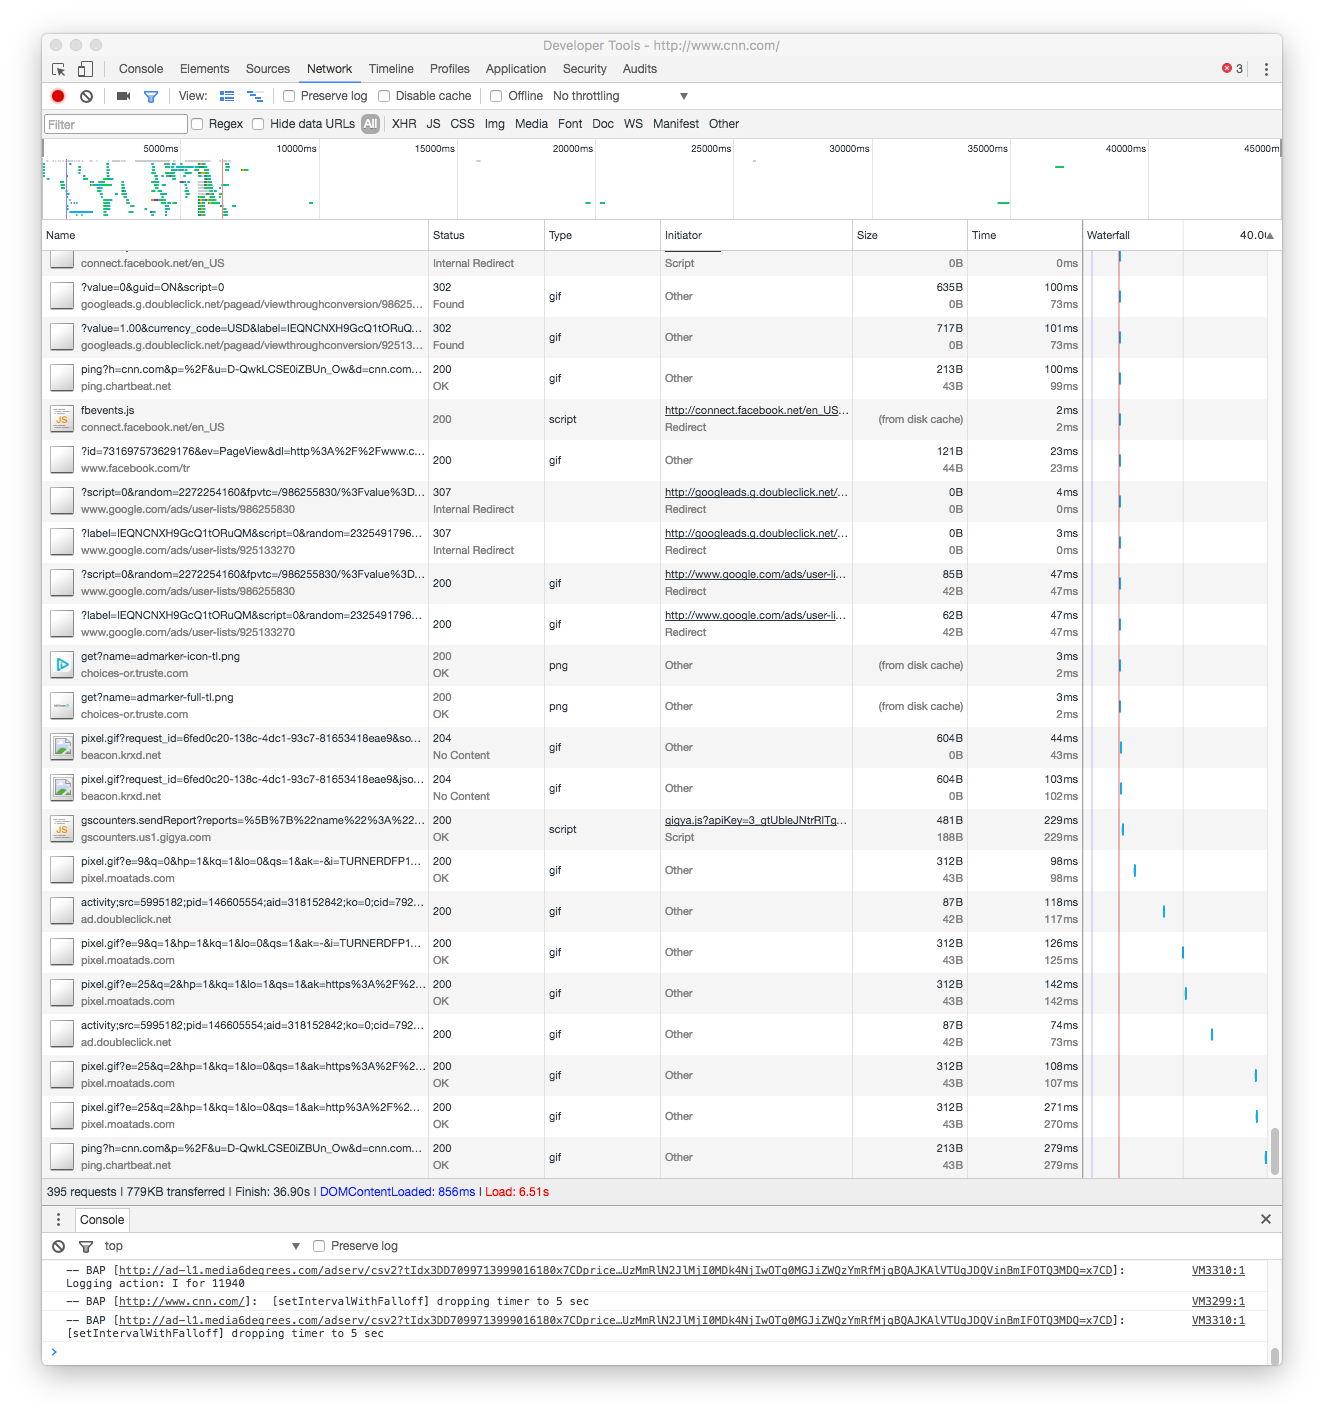 Developer Tools - http://www.cnn.com/
Console Elements Sources Network Timeline Profiles Application Security Audits 3
View: Preserve log Disable cache Offline No throttling
Filter Regex Hide data URLs All XHR JS CSS Img Media Font Doc WS Manifest Other
5000ms 10000ms 15000ms 20000ms 25000ms 30000ms 35000ms 40000ms 45000m
Name Status Type Initiator Size Time Waterfall 40.0
connect.facebook.net/en_US Internal Redirect Script 0B 0ms
?value=0&guid=ON&script=0 302 gif Other 635B 100ms
googleads.g.doubleclick.net/pagead/viewthroughconversion/98625... Found 0B 73ms
?value=1.00&currency_code=USD&label=IEQNCNXH9GcQ1tORuQ... 302 gif Other 717B 101ms
googleads.g.doubleclick.net/pagead/viewthroughconversion/92513... Found 0B 73ms
ping?h=cnn.com&p=%2F&u=D-QwkLCSE0iZBUn_Ow&d=cnn.com... 200 gif Other 213B 100ms
ping.chartbeat.net OK 43B 99ms
fbevents.js 200 script http://connect.facebook.net/en_US... (from disk cache) 2ms
connect.facebook.net/en_US Redirect 2ms
?id=731697573629176&ev=PageView&dl=http%3A%2F%2Fwww.c... 200 gif Other 121B 23ms
www.facebook.com/tr 44B 23ms
?script=0&random=2272254160&fpvtc=/986255830/%3Fvalue%3D... 307 http://googleads.g.doubleclick.net/... 0B 4ms
www.google.com/ads/user-lists/986255830 Internal Redirect Redirect 0B 0ms
?label=IEQNCNXH9GcQ1tORuQM&script=0&random=2325491796... 307 http://googleads.g.doubleclick.net/... 0B 3ms
www.google.com/ads/user-lists/925133270 Internal Redirect Redirect 0B 0ms
?script=0&random=2272254160&fpvtc=/986255830/%3Fvalue%3D... 200 gif http://www.google.com/ads/user-li... 85B 47ms
www.google.com/ads/user-lists/986255830 Redirect 42B 47ms
?label=IEQNCNXH9GcQ1tORuQM&script=0&random=2325491796... 200 gif http://www.google.com/ads/user-li... 62B 47ms
www.google.com/ads/user-lists/925133270 Redirect 42B 47ms
get?name=admarker-icon-tl.png 200 png Other (from disk cache) 3ms
choices-or.truste.com OK 2ms
get?name=admarker-full-tl.png 200 png Other (from disk cache) 3ms
choices-or.truste.com OK 2ms
pixel.gif?request_id=6fed0c20-138c-4dc1-93c7-81653418eae9&so... 204 gif Other 604B 44ms
beacon.krxd.net No Content 0B 43ms
pixel.gif?request_id=6fed0c20-138c-4dc1-93c7-81653418eae9&jso... 204 gif Other 604B 103ms
beacon.krxd.net No Content 0B 102ms
gscounters.sendReport?reports=%5B%7B%22name%22%3A%22... 200 script gigya.js?apiKey=3_gtUbleJNtrRlTg... 481B 229ms
gscounters.us1.gigya.com OK Script 188B 229ms
pixel.gif?e=9&q=0&hp=1&kq=1&lo=0&qs=1&ak=-&i=TURNERDFP1... 200 gif Other 312B 98ms
pixel.moatads.com OK 43B 98ms
activity;src=5995182;pid=146605554;aid=318152842;ko=0;cid=792... 200 gif Other 87B 118ms
ad.doubleclick.net 42B 117ms
pixel.gif?e=9&q=1&hp=1&kq=1&lo=0&qs=1&ak=-&i=TURNERDFP1... 200 gif Other 312B 126ms
pixel.moatads.com OK 43B 125ms
pixel.gif?e=25&q=2&hp=1&kq=1&lo=1&qs=1&ak=https%3A%2F%2... 200 gif Other 312B 142ms
pixel.moatads.com OK 43B 142ms
activity;src=5995182;pid=146605554;aid=318152842;ko=0;cid=792... 200 gif Other 87B 74ms
ad.doubleclick.net 42B 73ms
pixel.gif?e=25&q=2&hp=1&kq=1&lo=0&qs=1&ak=https%3A%2F%2... 200 gif Other 312B 108ms
pixel.moatads.com OK 43B 107ms
pixel.gif?e=25&q=2&hp=1&kq=1&lo=0&qs=1&ak=http%3A%2F%2... 200 gif Other 312B 271ms
pixel.moatads.com OK 43B 270ms
ping?h=cnn.com&p=%2F&u=D-QwkLCSE0iZBUn_Ow&d=cnn.com... 200 gif Other 213B 279ms
ping.chartbeat.net OK 43B 279ms
395 requests | 779KB transferred | Finish: 36.90s | DOMContentLoaded: 856ms | Load: 6.51s
Console
top Preserve log
-- BAP [http://ad-l1.media6degrees.com/adserv/csv2?tIdx3DD7099713999016180x7CDprice…UzMmRlN2JlMjI0MDk4NjIwOTg0MGJiZWQzYmRfMjgBQAJKAlVTUgJDQVinBmIFOTQ3MDQ=x7CD]: VM3310:1
Logging action: I for 11940
-- BAP [http://www.cnn.com/]: [setIntervalWithFalloff] dropping timer to 5 sec VM3299:1
-- BAP [http://ad-l1.media6degrees.com/adserv/csv2?tIdx3DD7099713999016180x7CDprice…UzMmRlN2JlMjI0MDk4NjIwOTg0MGJiZWQzYmRfMjgBQAJKAlVTUgJDQVinBmIFOTQ3MDQ=x7CD]: VM3310:1
[setIntervalWithFalloff] dropping timer to 5 sec